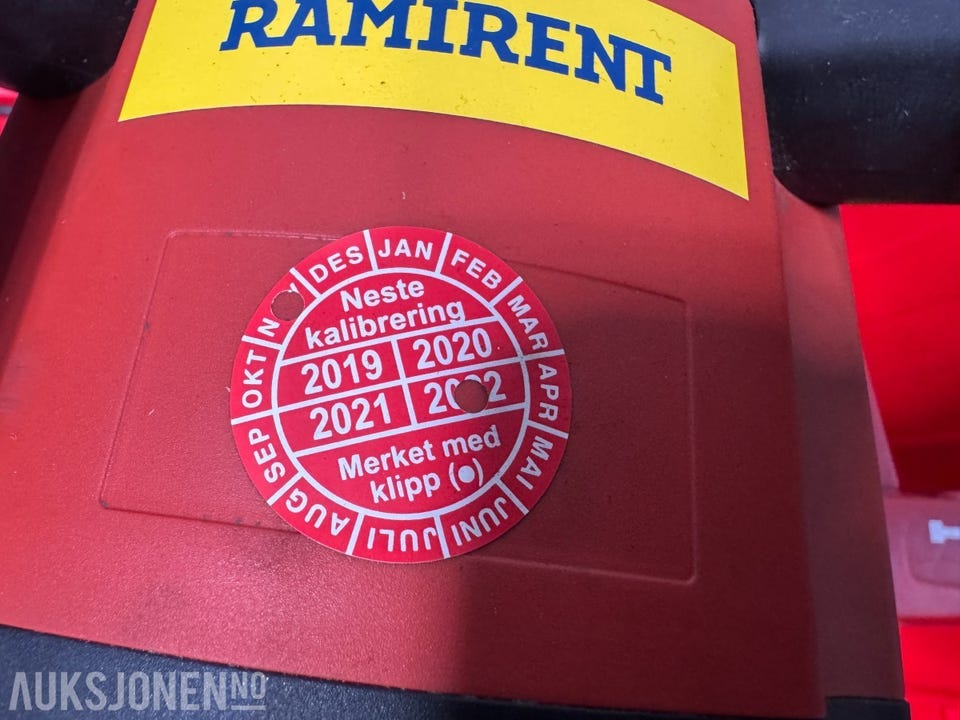 RAMIRENT
DES JAN FEB MAR APR MAI JUNI JULI AUG SEP OKT
Neste
kalibrering
2019 2020
2021
Merket med
klipp (●)
AUKSJONEN.NO